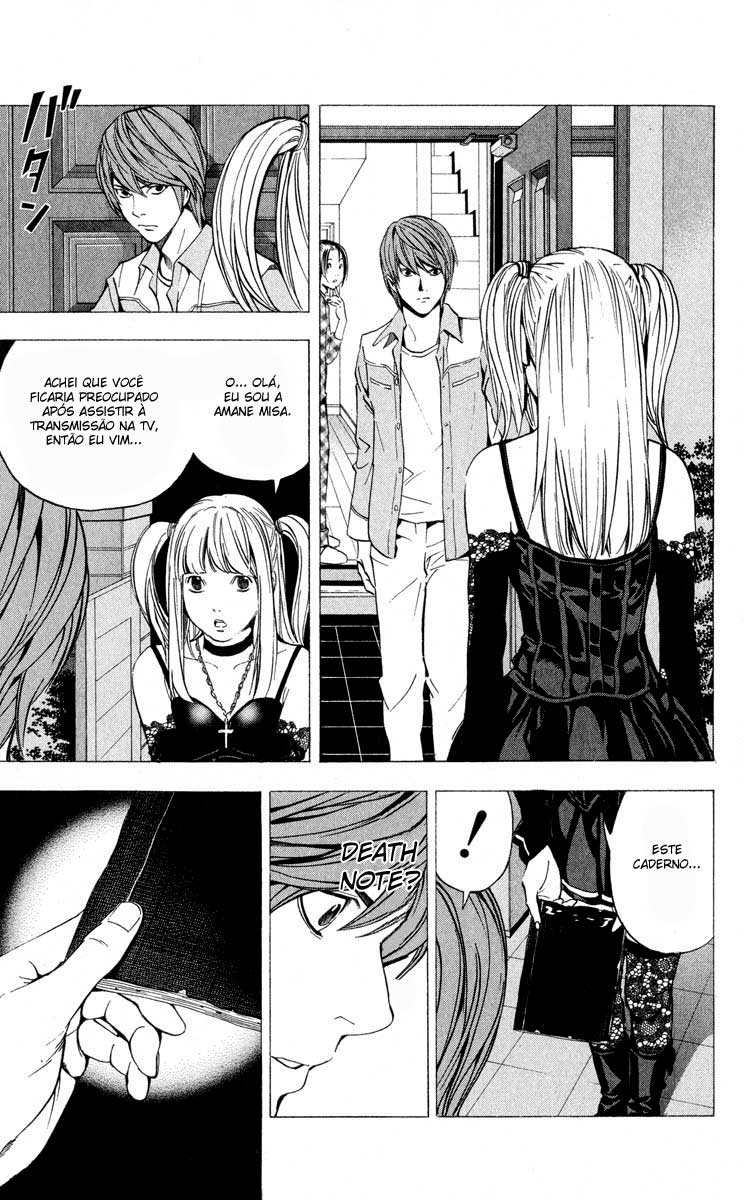 バタン
O... OLÁ,
EU SOU A
AMANE MISA.
ACHEI QUE VOCÊ
FICARIA PREOCUPADO
APÓS ASSISTIR À
TRANSMISSÃO NA TV,
ENTÃO EU VIM...
ESTE
CADERNO...
!
DEATH
NOTE?